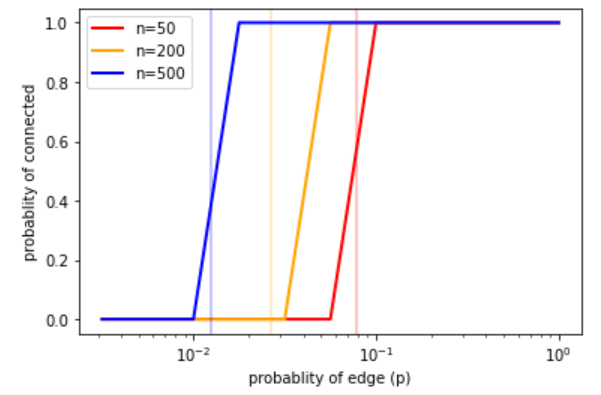 n=50
n=200
n=500
1.0
0.8
0.6
0.4
0.2
0.0
probablity of connected
10⁻²
10⁻¹
10⁰
probablity of edge (p)